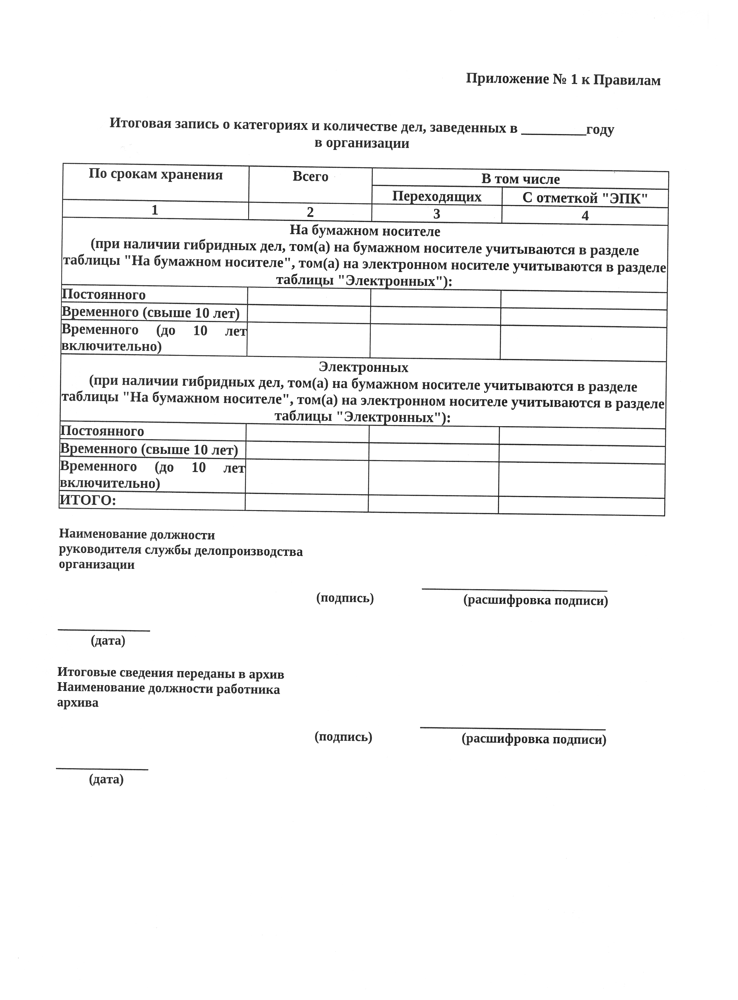 Приложение № 1 к Правилам
Итоговая запись о категориях и количестве дел, заведенных в _________году
в организации
По срокам хранения Всего В том числе
Переходящих С отметкой "ЭПК"
1 2 3 4
На бумажном носителе
(при наличии гибридных дел, том(а) на бумажном носителе учитываются в разделе
таблицы "На бумажном носителе", том(а) на электронном носителе учитываются в разделе
таблицы "Электронных"):
Постоянного
Временного (свыше 10 лет)
Временного (до 10 лет
включительно)
Электронных
(при наличии гибридных дел, том(а) на бумажном носителе учитываются в разделе
таблицы "На бумажном носителе", том(а) на электронном носителе учитываются в разделе
таблицы "Электронных"):
Постоянного
Временного (свыше 10 лет)
Временного (до 10 лет
включительно)
ИТОГО:
Наименование должности
руководителя службы делопроизводства
организации
(подпись) (расшифровка подписи)
(дата)
Итоговые сведения переданы в архив
Наименование должности работника
архива
(подпись) (расшифровка подписи)
(дата)